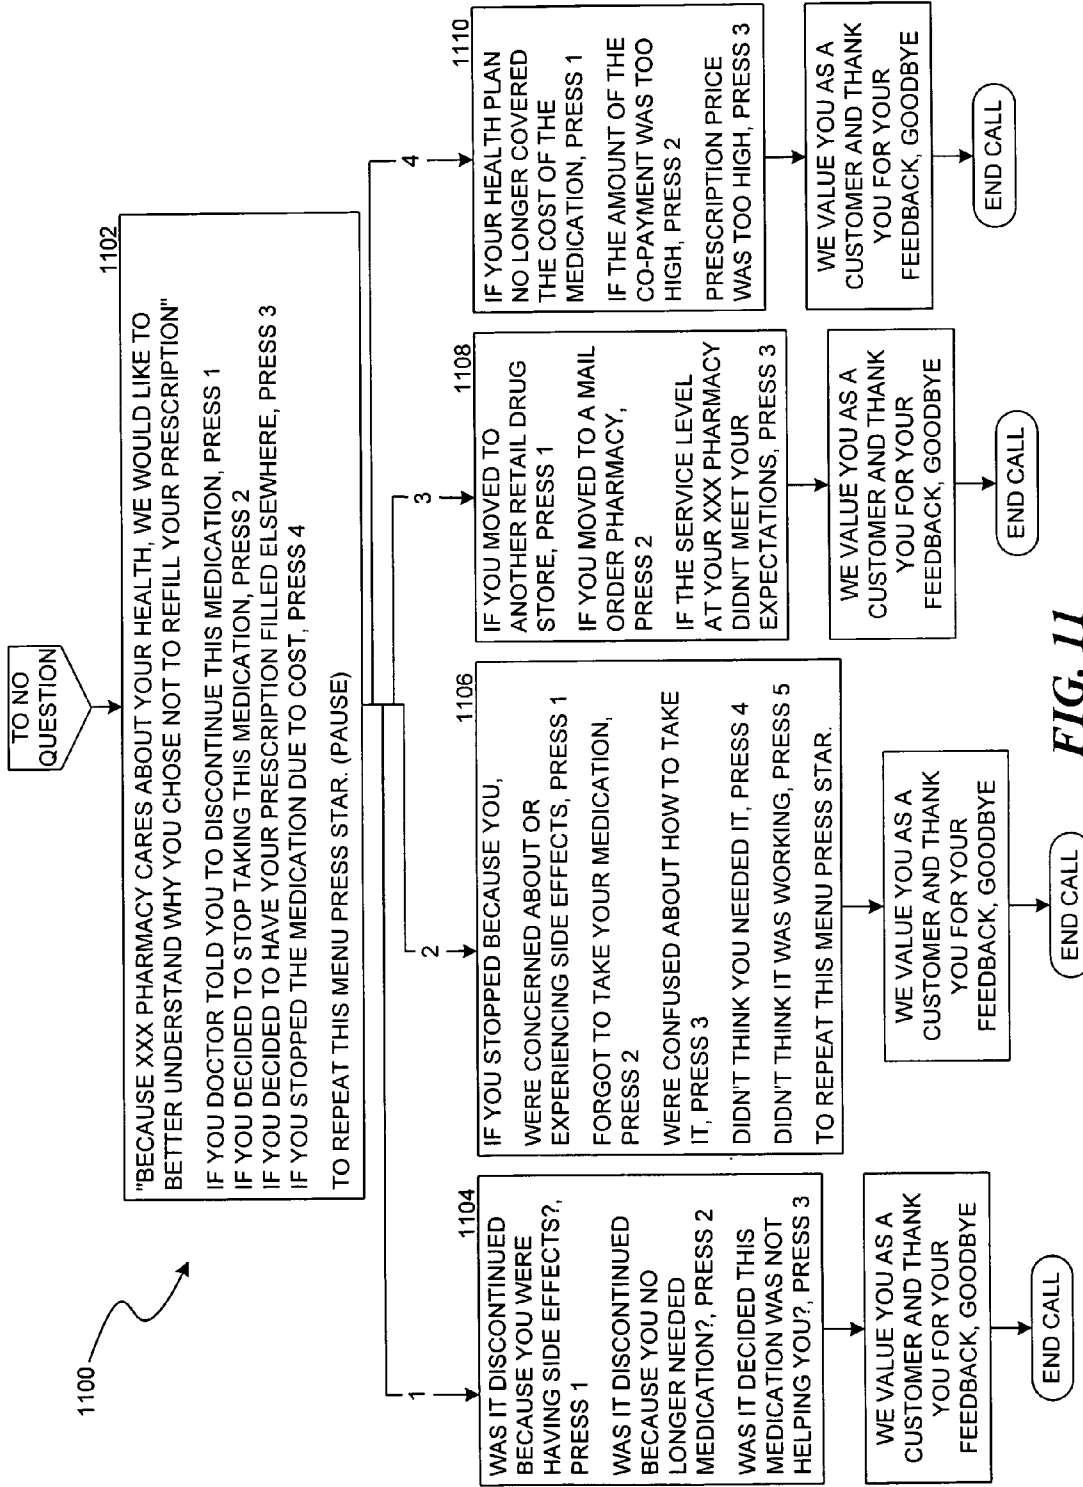 TO NO
QUESTION
1100
1102
"BECAUSE XXX PHARMACY CARES ABOUT YOUR HEALTH, WE WOULD LIKE TO
BETTER UNDERSTAND WHY YOU CHOSE NOT TO REFILL YOUR PRESCRIPTION"
IF YOU DOCTOR TOLD YOU TO DISCONTINUE THIS MEDICATION, PRESS 1
IF YOU DECIDED TO STOP TAKING THIS MEDICATION, PRESS 2
IF YOU DECIDED TO HAVE YOUR PRESCRIPTION FILLED ELSEWHERE, PRESS 3
IF YOU STOPPED THE MEDICATION DUE TO COST, PRESS 4
TO REPEAT THIS MENU PRESS STAR. (PAUSE)
1
2
3
4
1104
WAS IT DISCONTINUED
BECAUSE YOU WERE
HAVING SIDE EFFECTS?,
PRESS 1
WAS IT DISCONTINUED
BECAUSE YOU NO
LONGER NEEDED
MEDICATION?, PRESS 2
WAS IT DECIDED THIS
MEDICATION WAS NOT
HELPING YOU?, PRESS 3
WE VALUE YOU AS A
CUSTOMER AND THANK
YOU FOR YOUR
FEEDBACK, GOODBYE
END CALL
1106
IF YOU STOPPED BECAUSE YOU,
WERE CONCERNED ABOUT OR
EXPERIENCING SIDE EFFECTS, PRESS 1
FORGOT TO TAKE YOUR MEDICATION,
PRESS 2
WERE CONFUSED ABOUT HOW TO TAKE
IT, PRESS 3
DIDN'T THINK YOU NEEDED IT, PRESS 4
DIDN'T THINK IT WAS WORKING, PRESS 5
TO REPEAT THIS MENU PRESS STAR.
WE VALUE YOU AS A
CUSTOMER AND THANK
YOU FOR YOUR
FEEDBACK, GOODBYE
END CALL
1108
IF YOU MOVED TO
ANOTHER RETAIL DRUG
STORE, PRESS 1
IF YOU MOVED TO A MAIL
ORDER PHARMACY,
PRESS 2
IF THE SERVICE LEVEL
AT YOUR XXX PHARMACY
DIDN'T MEET YOUR
EXPECTATIONS, PRESS 3
WE VALUE YOU AS A
CUSTOMER AND THANK
YOU FOR YOUR
FEEDBACK, GOODBYE
END CALL
1110
IF YOUR HEALTH PLAN
NO LONGER COVERED
THE COST OF THE
MEDICATION, PRESS 1
IF THE AMOUNT OF THE
CO-PAYMENT WAS TOO
HIGH, PRESS 2
PRESCRIPTION PRICE
WAS TOO HIGH, PRESS 3
WE VALUE YOU AS A
CUSTOMER AND THANK
YOU FOR YOUR
FEEDBACK, GOODBYE
END CALL
FIG. 11